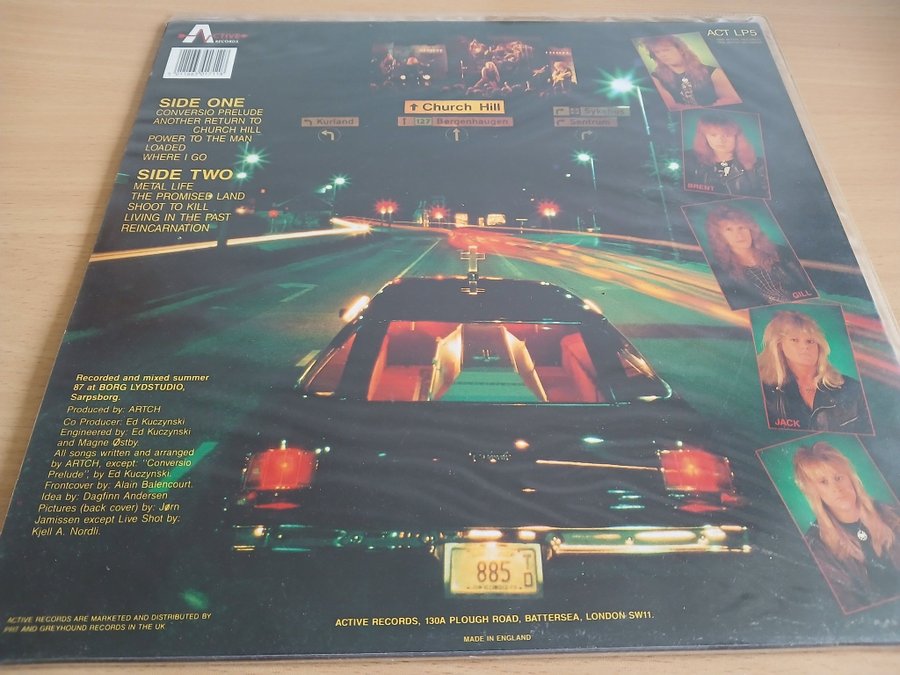 ACTIVE
RECORDS
ACT LP5
SIDE ONE
CONVERSIO PRELUDE
ANOTHER RETURN TO
CHURCH HILL
POWER TO THE MAN
LOADED
WHERE I GO
SIDE TWO
METAL LIFE
THE PROMISED LAND
SHOOT TO KILL
LIVING IN THE PAST
REINCARNATION
Church Hill
Kurland
127 Bergenhaugen
Sykehus
Sentrum
BRENT
GILL
JACK
Recorded and mixed summer
87 at BORG LYDSTUDIO,
Sarpsborg.
Produced by: ARTCH
Co Producer: Ed Kuczynski
Engineered by: Ed Kuczynski
and Magne Østby.
All songs written and arranged
by ARTCH, except: "Conversio
Prelude", by Ed Kuczynski.
Frontcover by: Alain Balencourt.
Idea by: Dagfinn Andersen
Pictures (back cover) by: Jørn
Jamissen except Live Shot by:
Kjell A. Nordli.
885 TD
ACTIVE RECORDS ARE MARKETED AND DISTRIBUTED BY
PRT AND GREYHOUND RECORDS IN THE UK
ACTIVE RECORDS, 130A PLOUGH ROAD, BATTERSEA, LONDON SW11.
MADE IN ENGLAND